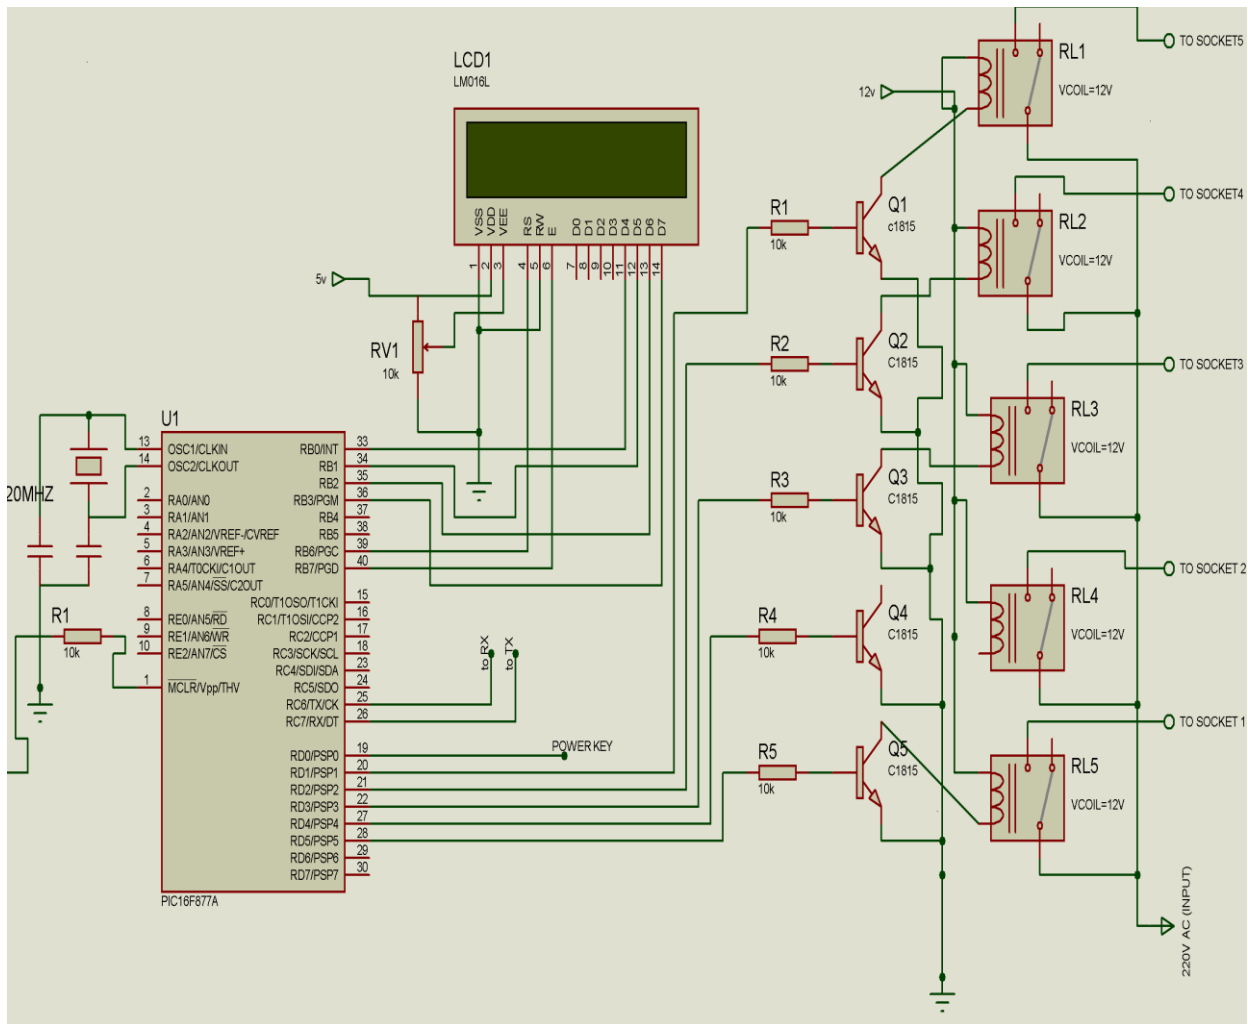 LCD1
LM016L
VSS
VDD
VEE
RS
RW
E
D0
D1
D2
D3
D4
D5
D6
D7
1
2
3
4
5
6
7
8
9
10
11
12
13
14
5v
RV1
10k
12v
RL1
VCOIL=12V
TO SOCKET5
RL2
VCOIL=12V
TO SOCKET4
RL3
VCOIL=12V
TO SOCKET3
RL4
VCOIL=12V
TO SOCKET 2
RL5
VCOIL=12V
TO SOCKET 1
220V AC (INPUT)
R1
10k
Q1
c1815
R2
10k
Q2
C1815
R3
10k
Q3
C1815
R4
10k
Q4
C1815
R5
10k
Q5
C1815
20MHZ
R1
10k
U1
13 OSC1/CLKIN
14 OSC2/CLKOUT
2 RA0/AN0
3 RA1/AN1
4 RA2/AN2/VREF-/CVREF
5 RA3/AN3/VREF+
6 RA4/T0CKI/C1OUT
7 RA5/AN4/SS/C2OUT
8 RE0/AN5/RD
9 RE1/AN6/WR
10 RE2/AN7/CS
1 MCLR/Vpp/THV
RB0/INT 33
RB1 34
RB2 35
RB3/PGM 36
RB4 37
RB5 38
RB6/PGC 39
RB7/PGD 40
RC0/T1OSO/T1CKI 15
RC1/T1OSI/CCP2 16
RC2/CCP1 17
RC3/SCK/SCL 18
RC4/SDI/SDA 23
RC5/SDO 24
RC6/TX/CK 25
RC7/RX/DT 26
RD0/PSP0 19
RD1/PSP1 20
RD2/PSP2 21
RD3/PSP3 22
RD4/PSP4 27
RD5/PSP5 28
RD6/PSP6 29
RD7/PSP7 30
PIC16F877A
to RX
to TX
POWER KEY